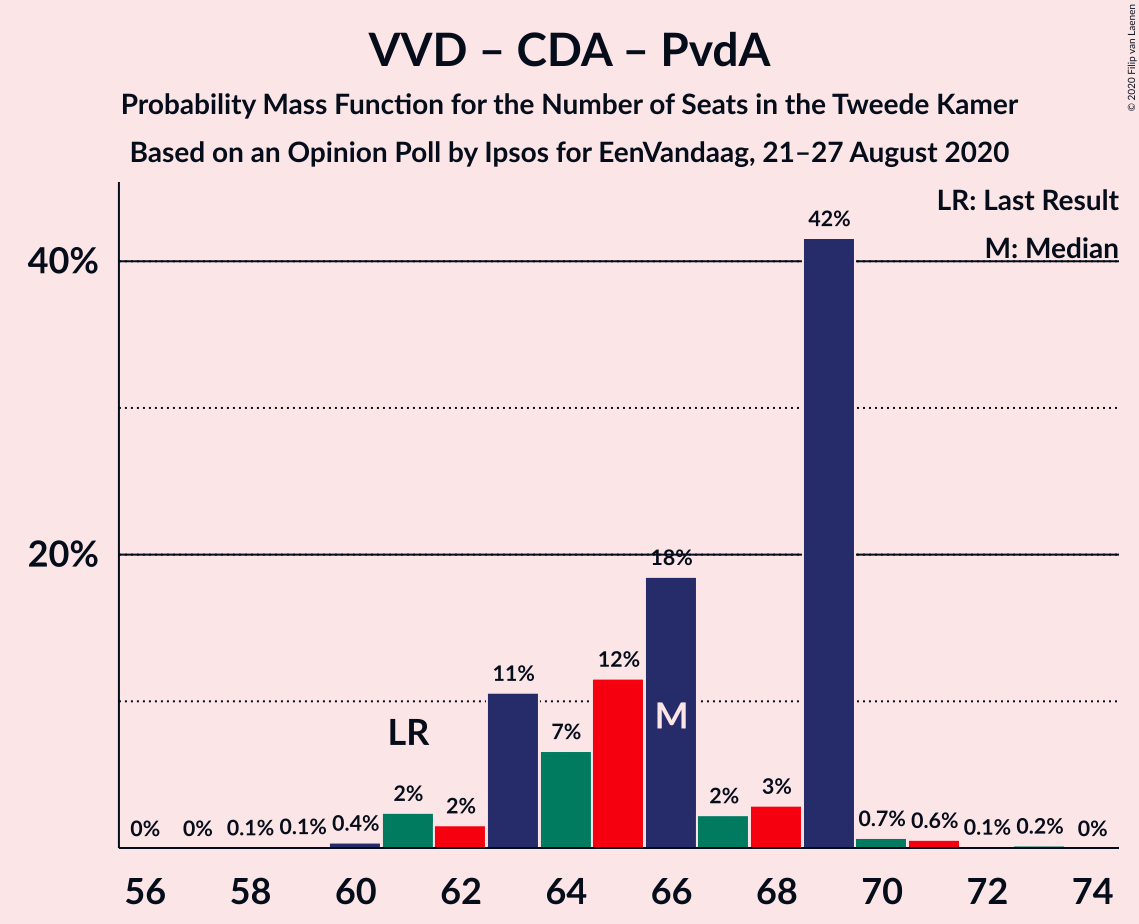 © 2020 Filip van Laenen
VVD – CDA – PvdA
Probability Mass Function for the Number of Seats in the Tweede Kamer
Based on an Opinion Poll by Ipsos for EenVandaag, 21–27 August 2020
LR: Last Result
M: Median
40%
20%
0%
0%
0.1%
0.1%
0.4%
2%
LR
2%
11%
7%
12%
18%
M
2%
3%
42%
0.7%
0.6%
0.1%
0.2%
0%
56 58 60 62 64 66 68 70 72 74